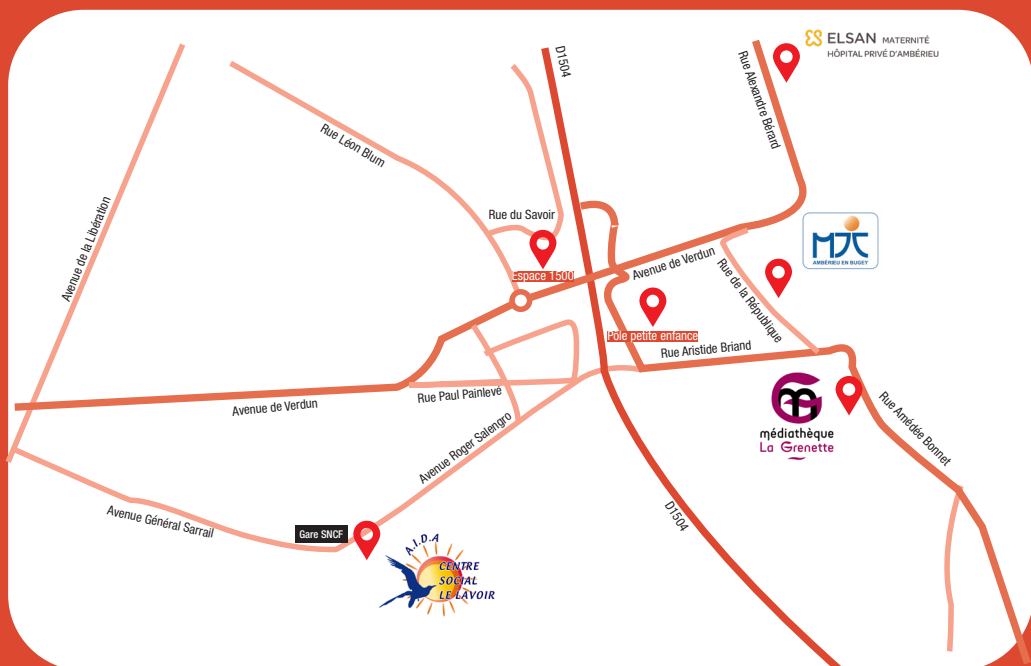 ELSAN MATERNITÉ
HÔPITAL PRIVÉ D'AMBÉRIEU
D1504
Rue Alexandre Bérard
Rue Léon Blum
Avenue de la Libération
Rue du Savoir
MJC
AMBÉRIEU EN BUGEY
Espace 1500
Avenue de Verdun
Rue de la République
Pôle petite enfance
Rue Aristide Briand
Rue Paul Painlevé
Avenue de Verdun
médiathèque
La Grenette
Rue Amédée Bonnet
Avenue Roger Salengro
D1504
Avenue Général Sarrail
Gare SNCF
A.I.D.A
CENTRE
SOCIAL
LE LAVOIR